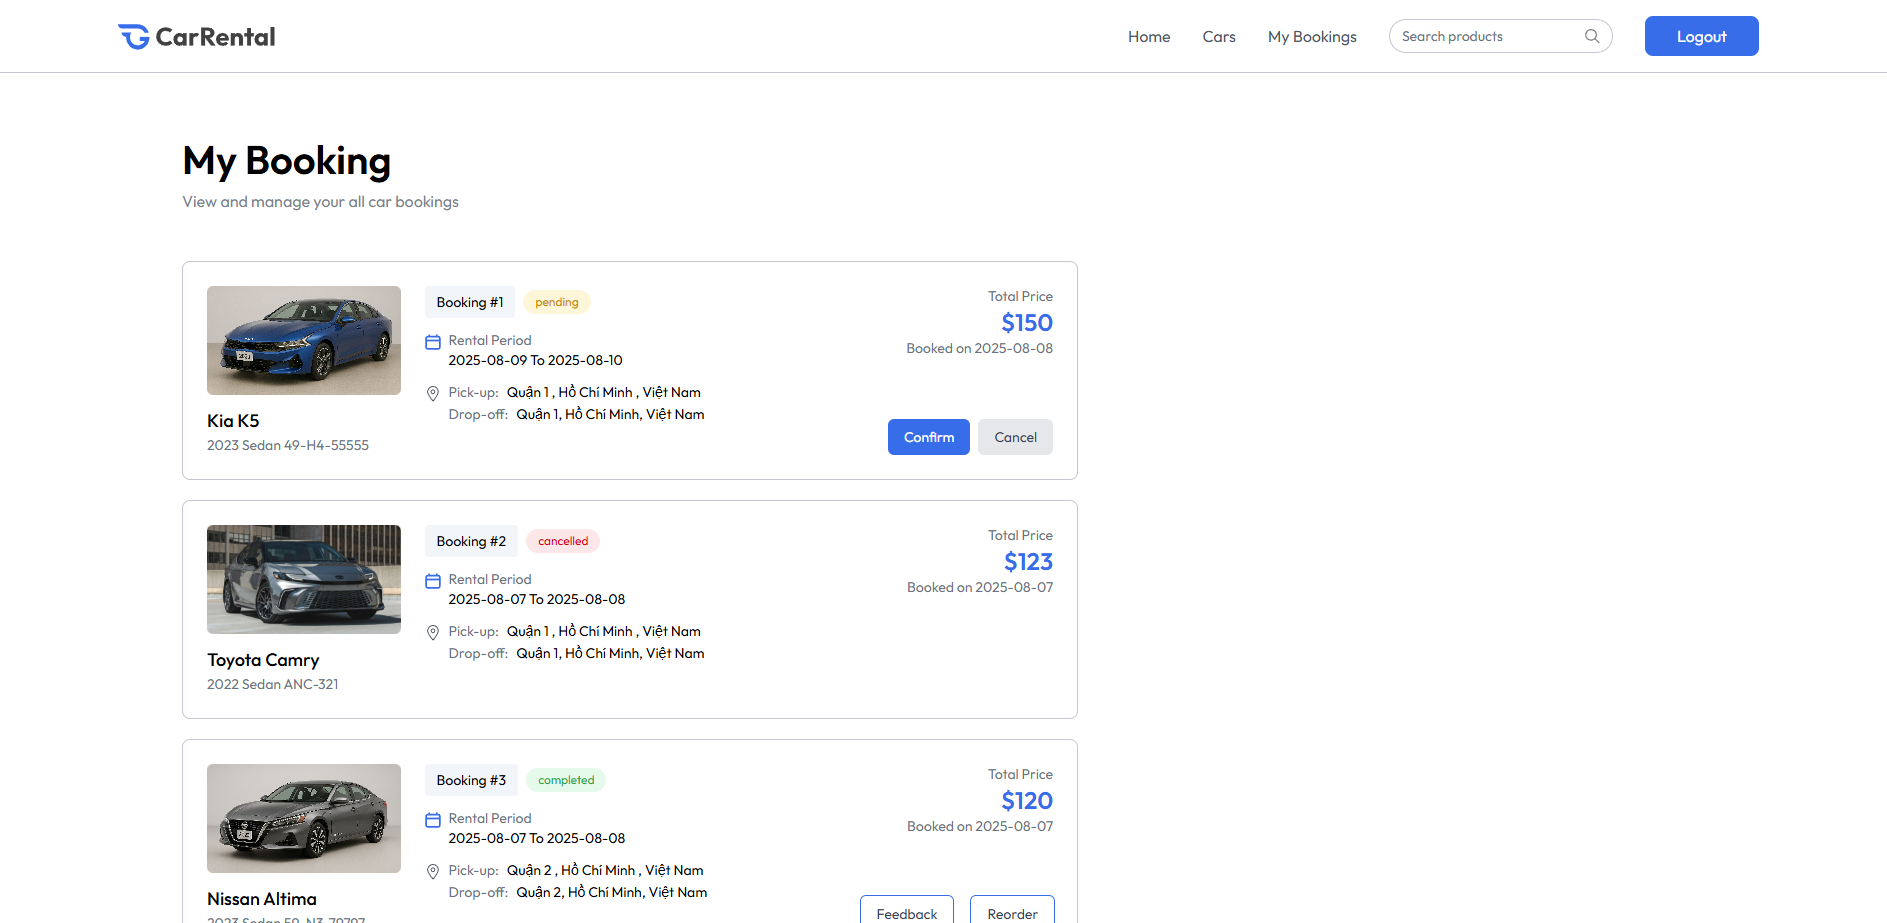 CarRental
Home
Cars
My Bookings
Search products
Logout
My Booking
View and manage your all car bookings
Booking #1
pending
Rental Period
2025-08-09 To 2025-08-10
Pick-up: Quận 1 , Hồ Chí Minh , Việt Nam
Drop-off: Quận 1, Hồ Chí Minh, Việt Nam
Kia K5
2023 Sedan 49-H4-55555
Total Price
$150
Booked on 2025-08-08
Confirm
Cancel
Booking #2
cancelled
Rental Period
2025-08-07 To 2025-08-08
Pick-up: Quận 1 , Hồ Chí Minh , Việt Nam
Drop-off: Quận 1, Hồ Chí Minh, Việt Nam
Toyota Camry
2022 Sedan ANC-321
Total Price
$123
Booked on 2025-08-07
Booking #3
completed
Rental Period
2025-08-07 To 2025-08-08
Pick-up: Quận 2 , Hồ Chí Minh , Việt Nam
Drop-off: Quận 2, Hồ Chí Minh, Việt Nam
Nissan Altima
2023 Sedan 59-N3-79797
Total Price
$120
Booked on 2025-08-07
Feedback
Reorder